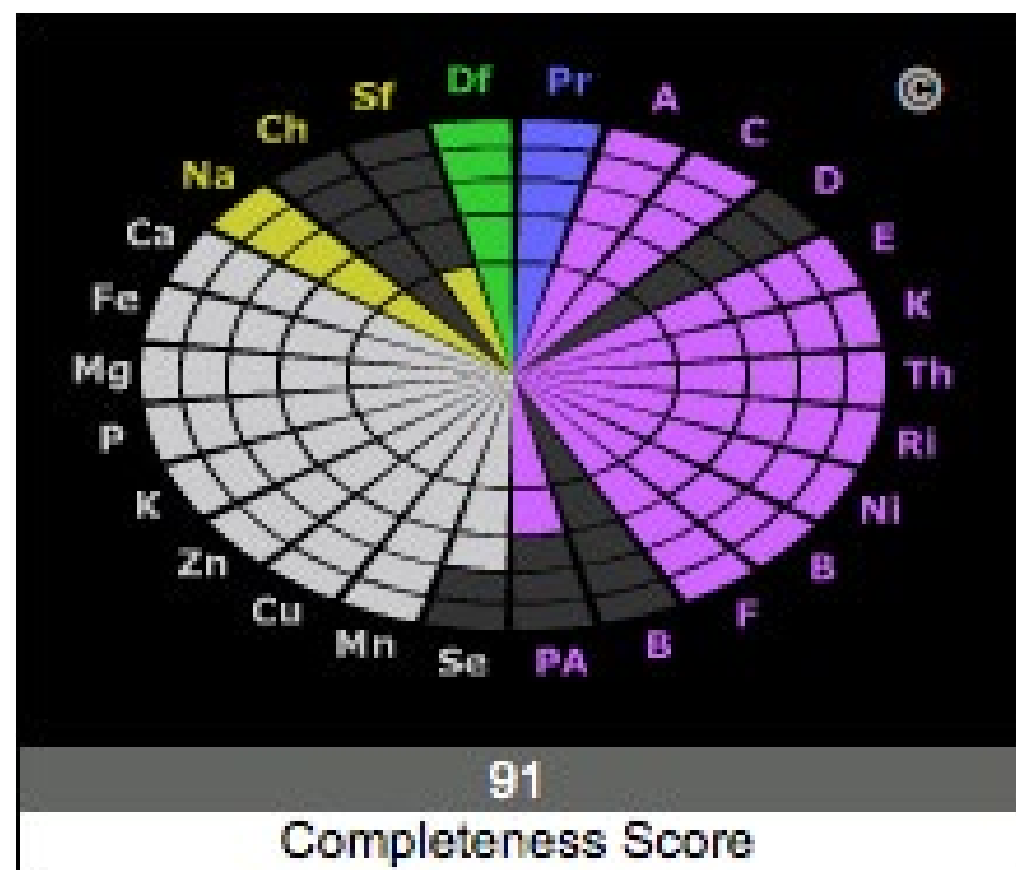 Df Pr
Sf A ©
Ch C
Na D
Ca E
Fe K
Mg Th
P Ri
K Ni
Zn B
Cu F
Mn B
Se PA
91
Completeness Score